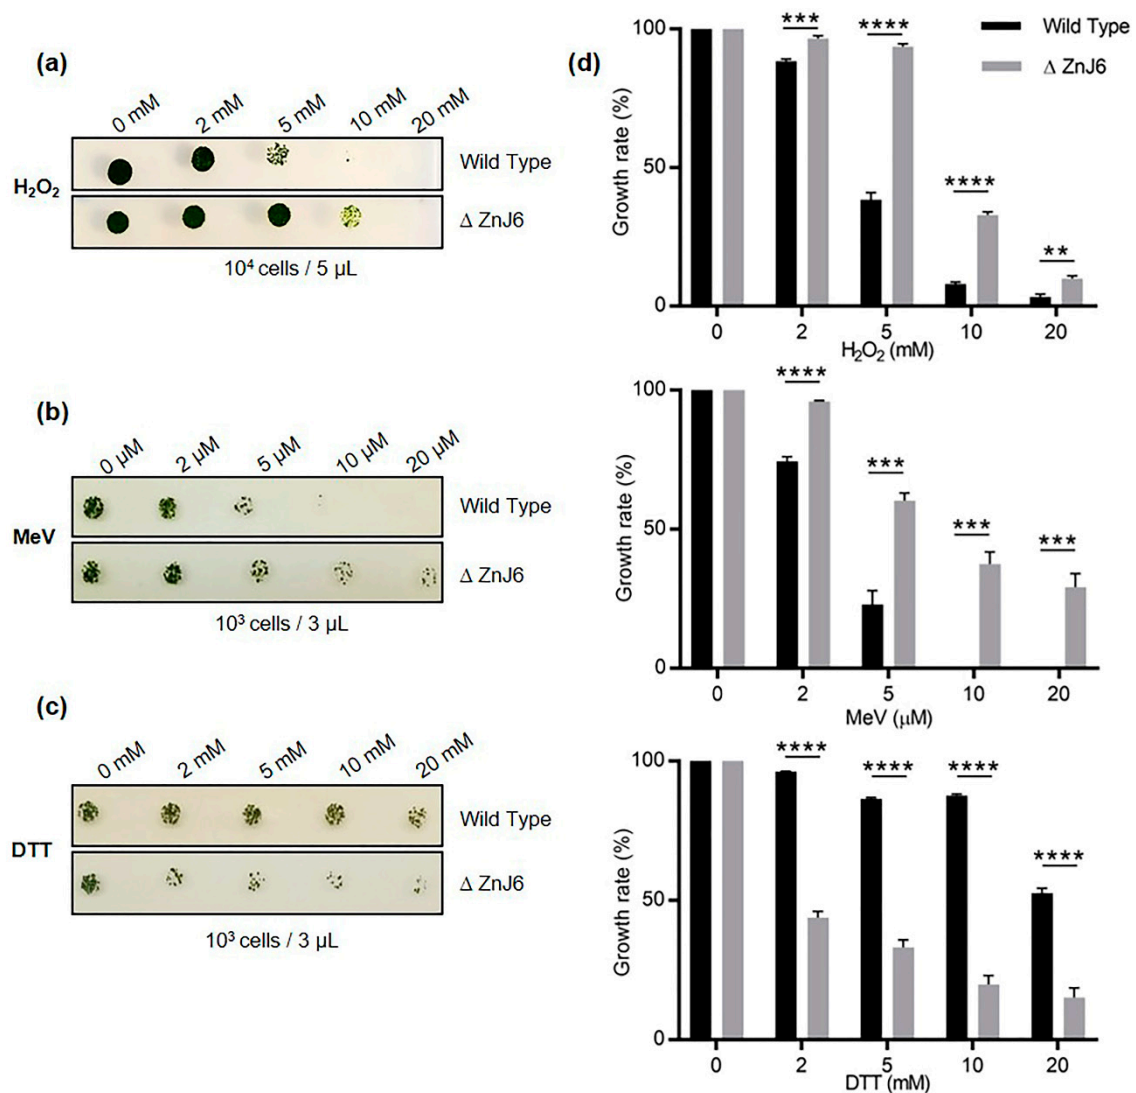 (a)
0 mM 2 mM 5 mM 10 mM 20 mM
H₂O₂
Wild Type
Δ ZnJ6
10⁴ cells / 5 µL
(b)
0 µM 2 µM 5 µM 10 µM 20 µM
MeV
Wild Type
Δ ZnJ6
10³ cells / 3 µL
(c)
0 mM 2 mM 5 mM 10 mM 20 mM
DTT
Wild Type
Δ ZnJ6
10³ cells / 3 µL
(d)
Wild Type
Δ ZnJ6
*** **** **** **
Growth rate (%)
100
50
0
0 2 5 10 20
H₂O₂ (mM)
**** *** *** ***
Growth rate (%)
100
50
0
0 2 5 10 20
MeV (µM)
**** **** **** ****
Growth rate (%)
100
50
0
0 2 5 10 20
DTT (mM)